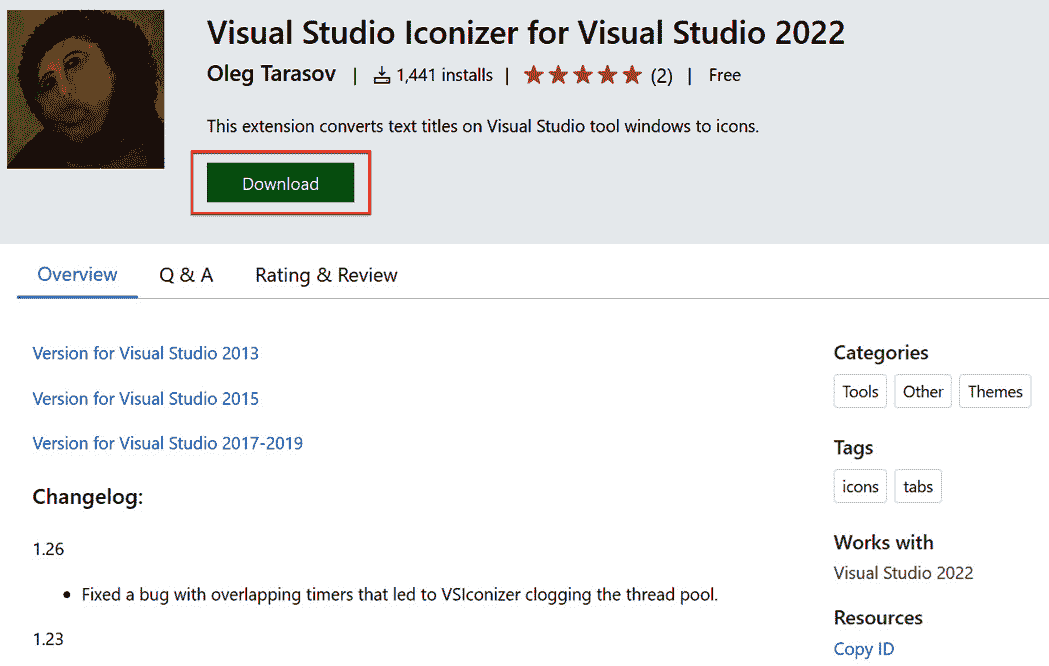 Visual Studio Iconizer for Visual Studio 2022
Oleg Tarasov | 1,441 installs | (2) | Free
This extension converts text titles on Visual Studio tool windows to icons.
Download
Overview Q & A Rating & Review
Version for Visual Studio 2013
Version for Visual Studio 2015
Version for Visual Studio 2017-2019
Changelog:
1.26
• Fixed a bug with overlapping timers that led to VSIconizer clogging the thread pool.
1.23
Categories
Tools Other Themes
Tags
icons tabs
Works with
Visual Studio 2022
Resources
Copy ID